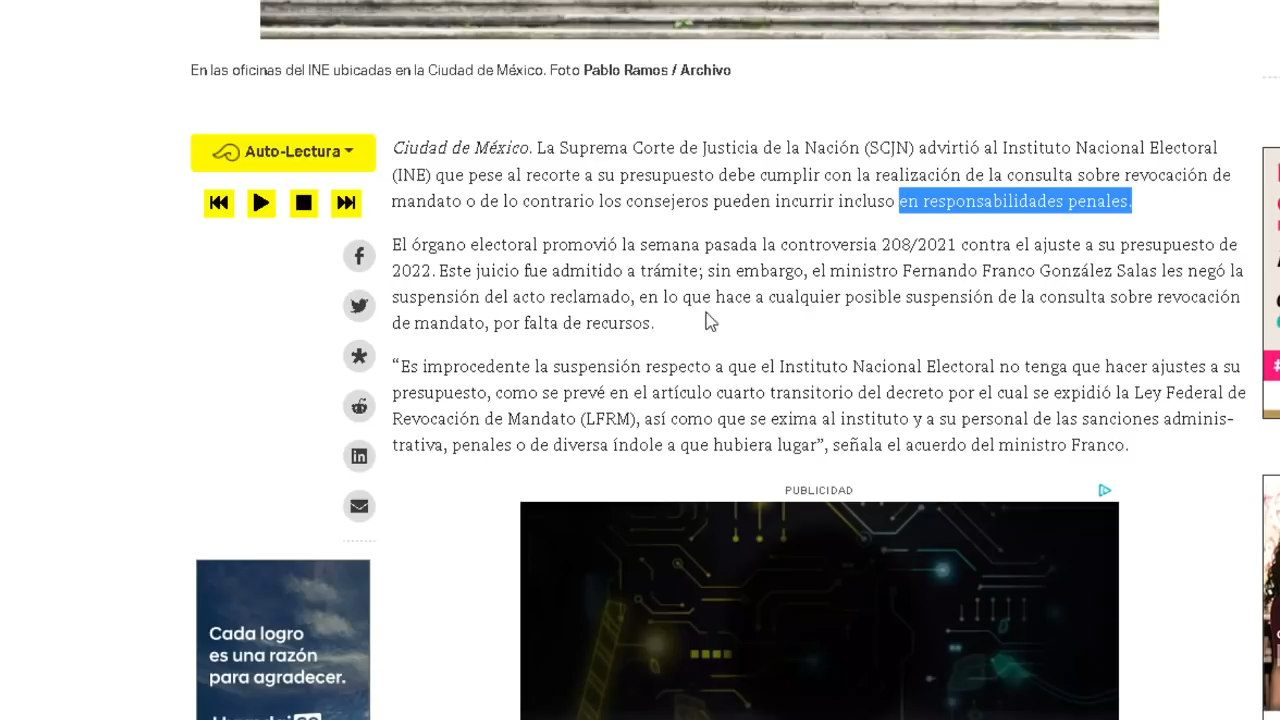 En las oficinas del INE ubicadas en la Ciudad de México. Foto Pablo Ramos / Archivo
Auto-Lectura
Ciudad de México. La Suprema Corte de Justicia de la Nación (SCJN) advirtió al Instituto Nacional Electoral
(INE) que pese al recorte a su presupuesto debe cumplir con la realización de la consulta sobre revocación de
mandato o de lo contrario los consejeros pueden incurrir incluso en responsabilidades penales.
El órgano electoral promovió la semana pasada la controversia 208/2021 contra el ajuste a su presupuesto de
2022. Este juicio fue admitido a trámite; sin embargo, el ministro Fernando Franco González Salas les negó la
suspensión del acto reclamado, en lo que hace a cualquier posible suspensión de la consulta sobre revocación
de mandato, por falta de recursos.
“Es improcedente la suspensión respecto a que el Instituto Nacional Electoral no tenga que hacer ajustes a su
presupuesto, como se prevé en el artículo cuarto transitorio del decreto por el cual se expidió la Ley Federal de
Revocación de Mandato (LFRM), así como que se exima al instituto y a su personal de las sanciones adminis-
trativa, penales o de diversa índole a que hubiera lugar”, señala el acuerdo del ministro Franco.
PUBLICIDAD
Cada logro
es una razón
para agradecer.